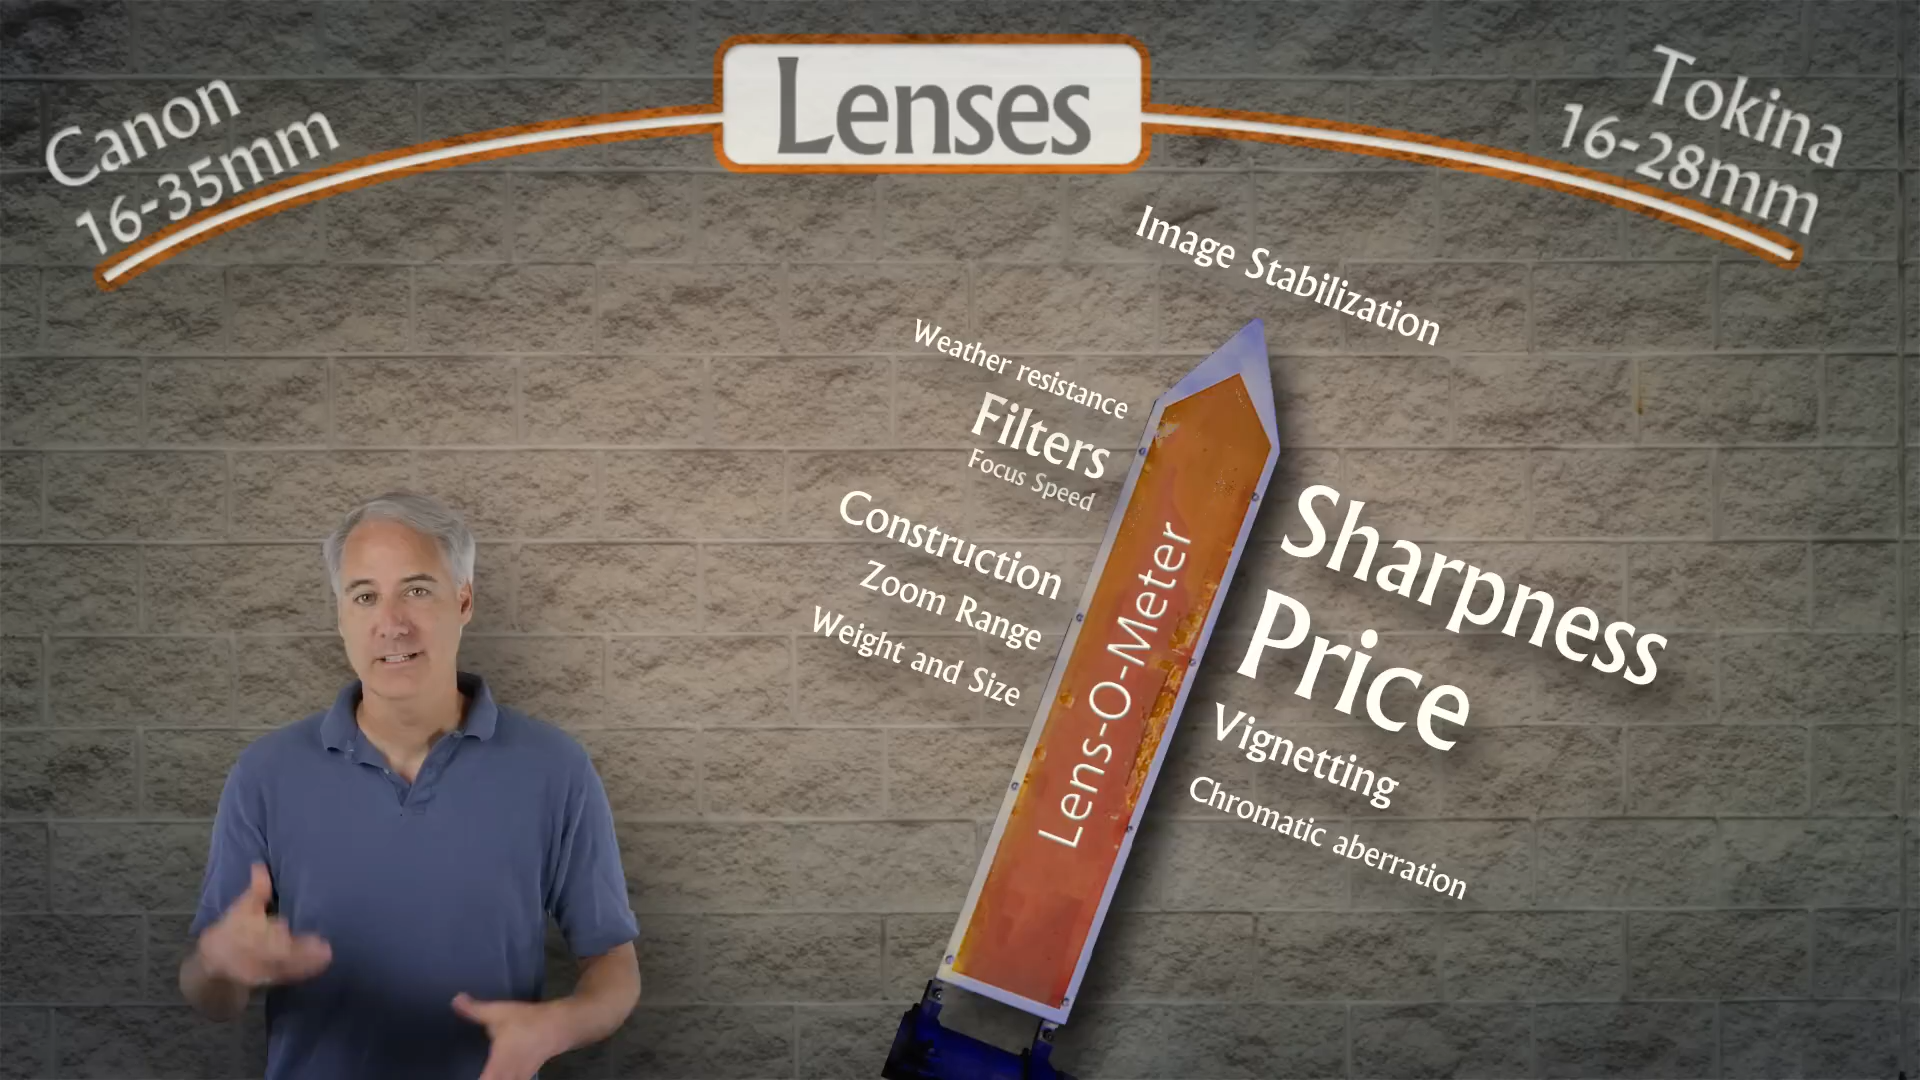 Lenses
Canon
16-35mm
Tokina
16-28mm
Image Stabilization
Weather resistance
Filters
Focus Speed
Construction
Zoom Range
Weight and Size
Lens-O-Meter
Sharpness
Price
Vignetting
Chromatic aberration